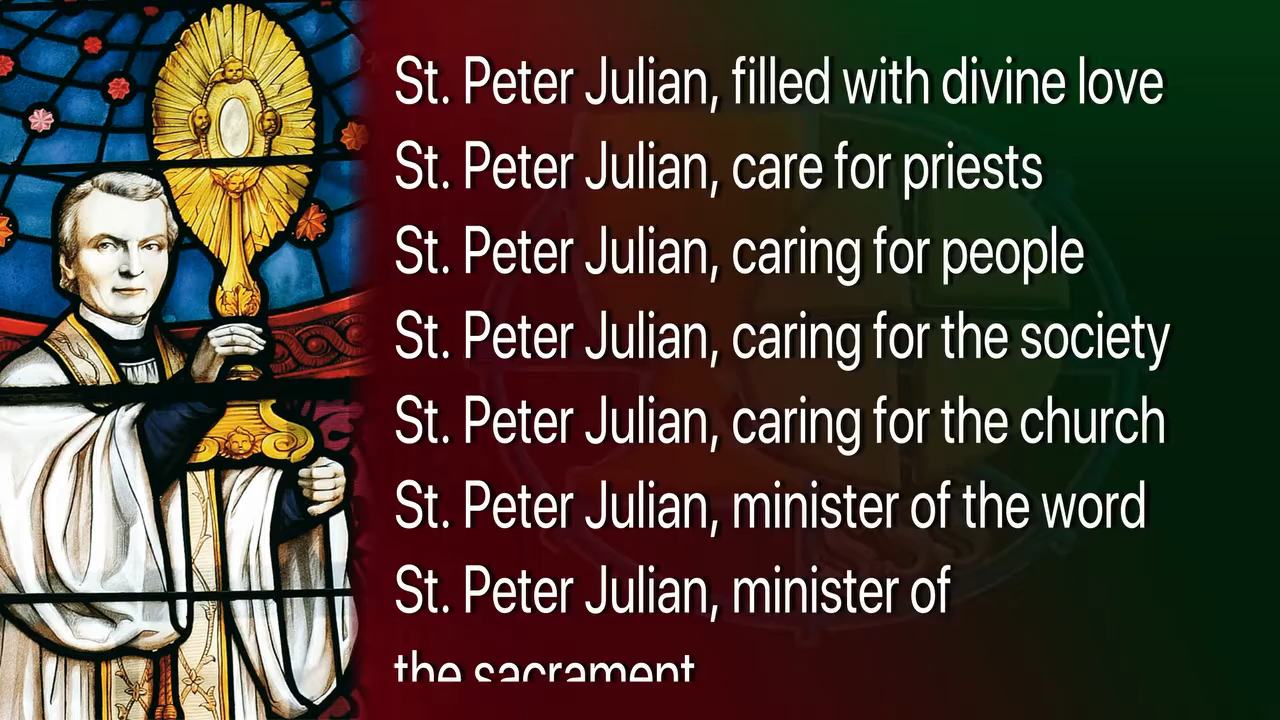 St. Peter Julian, filled with divine love
St. Peter Julian, care for priests
St. Peter Julian, caring for people
St. Peter Julian, caring for the society
St. Peter Julian, caring for the church
St. Peter Julian, minister of the word
St. Peter Julian, minister of
the sacrament